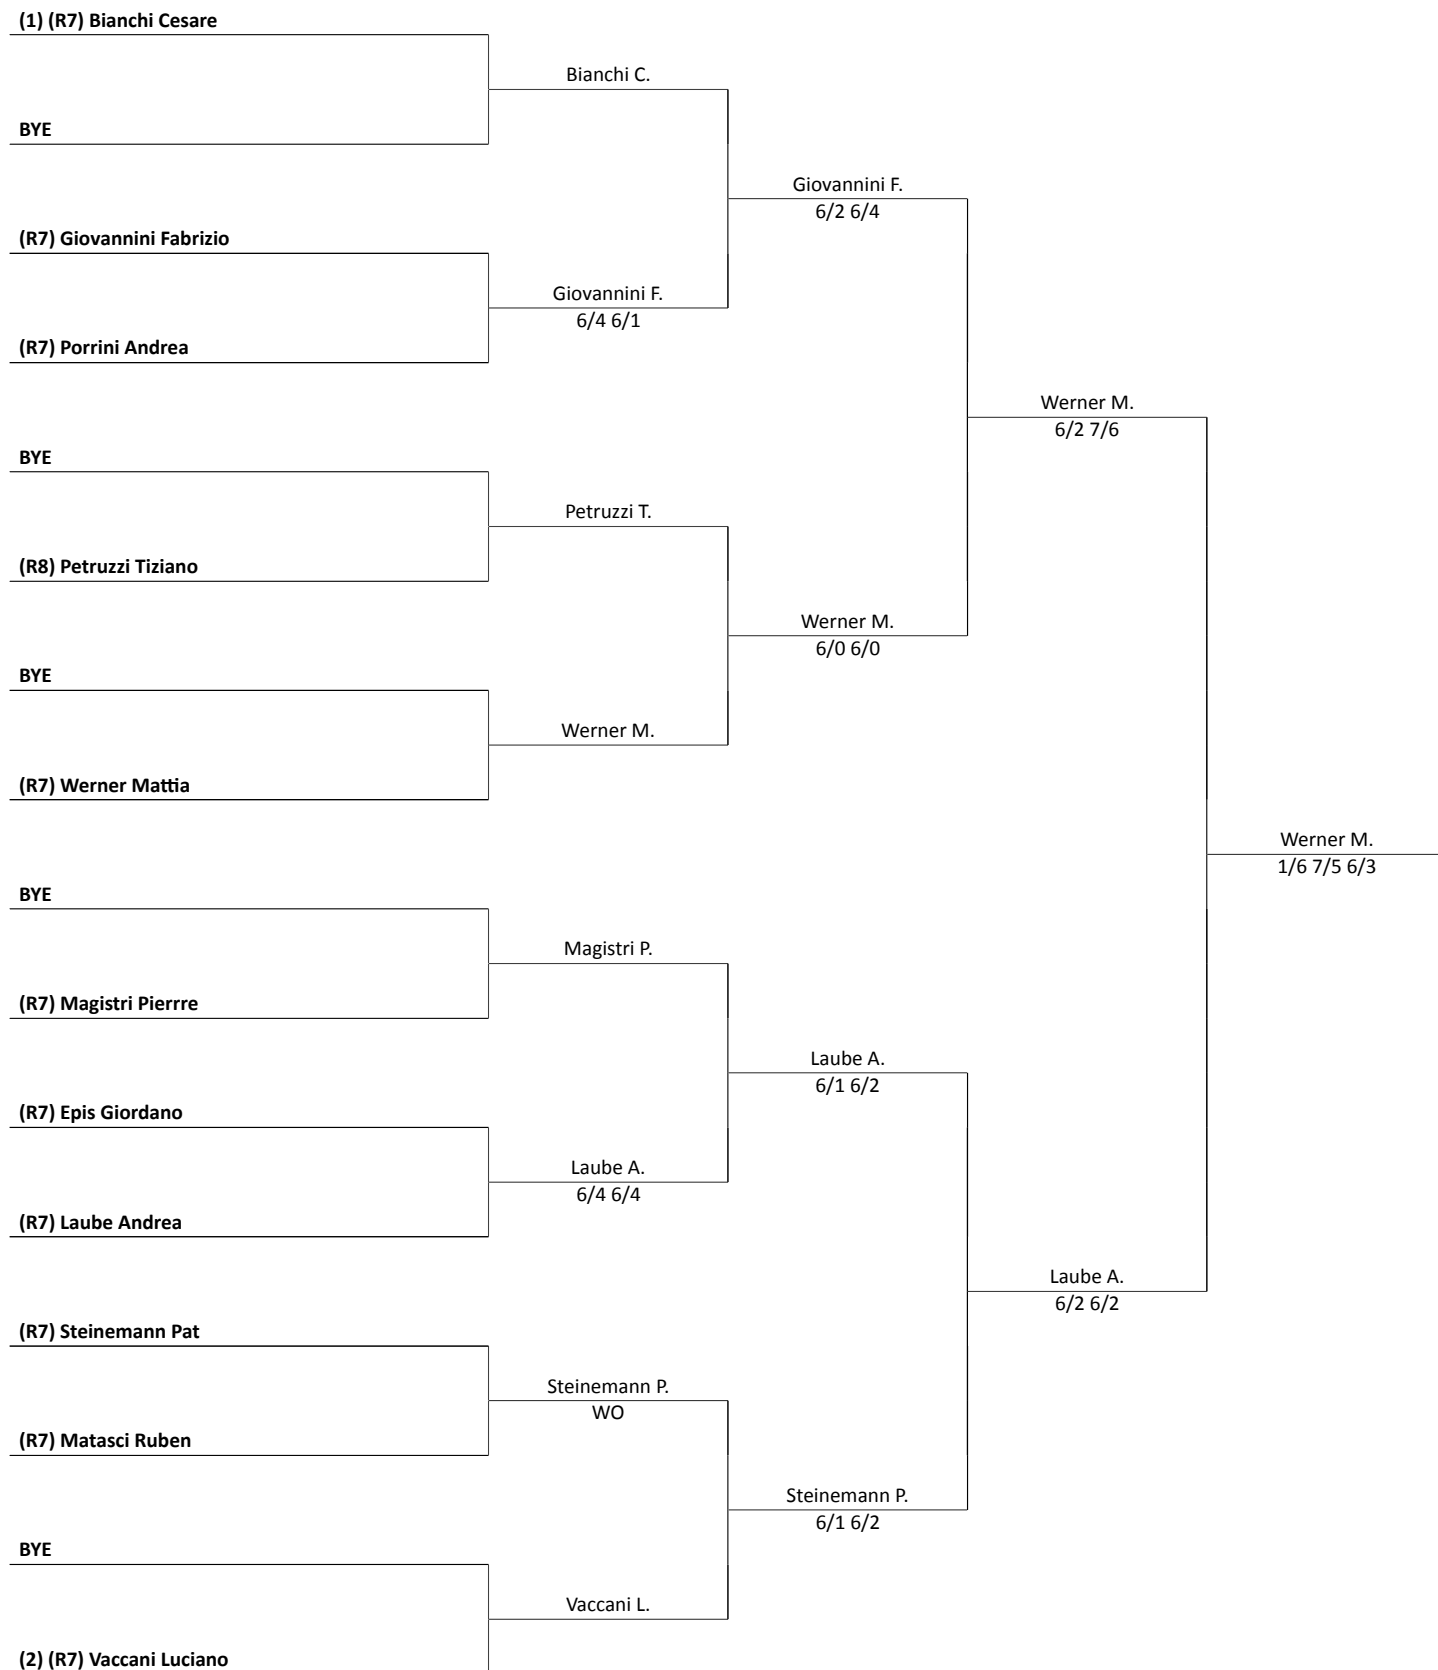 (1) (R7) Bianchi Cesare
Bianchi C.
BYE
Giovannini F.
6/2 6/4
(R7) Giovannini Fabrizio
Giovannini F.
6/4 6/1
(R7) Porrini Andrea
Werner M.
6/2 7/6
BYE
Petruzzi T.
(R8) Petruzzi Tiziano
Werner M.
6/0 6/0
BYE
Werner M.
(R7) Werner Mattia
Werner M.
1/6 7/5 6/3
BYE
Magistri P.
(R7) Magistri Pierrre
Laube A.
6/1 6/2
(R7) Epis Giordano
Laube A.
6/4 6/4
(R7) Laube Andrea
Laube A.
6/2 6/2
(R7) Steinemann Pat
Steinemann P.
WO
(R7) Matasci Ruben
Steinemann P.
6/1 6/2
BYE
Vaccani L.
(2) (R7) Vaccani Luciano